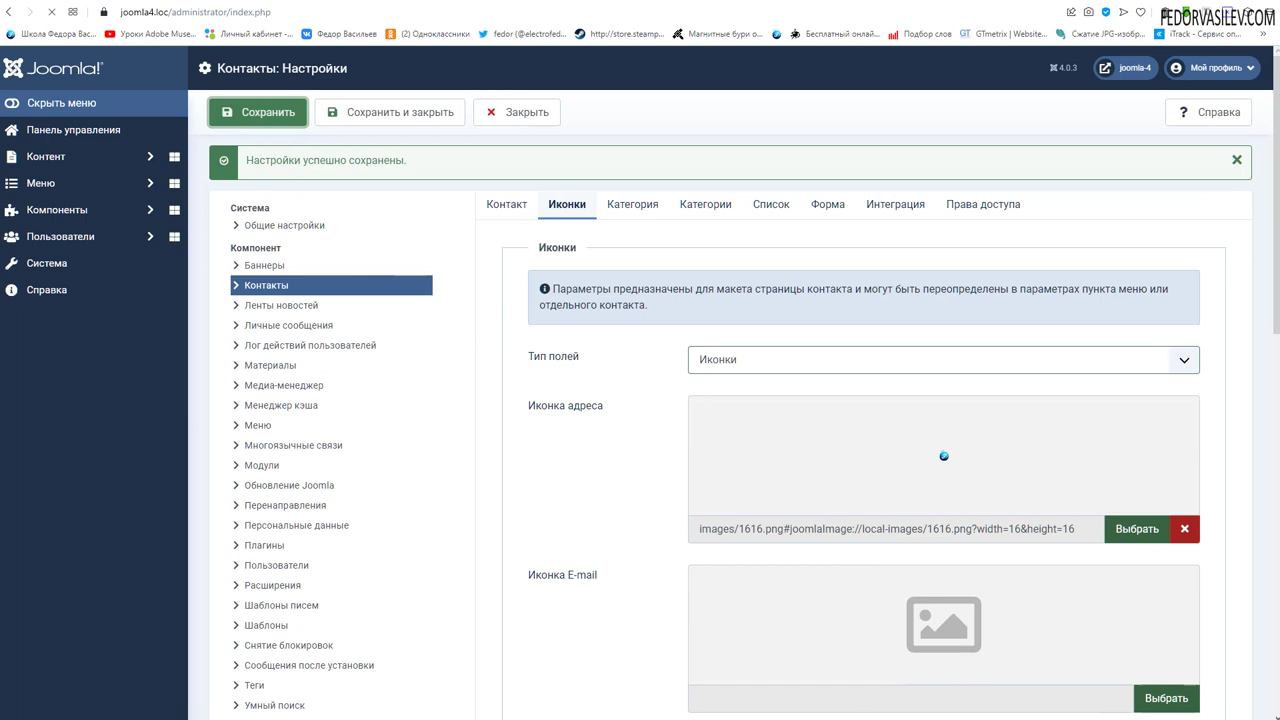 joomla4.loc/administrator/index.php
FEDORVASILEV.COM
Школа Федора Вас...
Уроки Adobe Muse...
Личный кабинет -...
Федор Васильев
(2) Одноклассники
fedor (@electrofed...
http://store.steamp...
Магнитные бури о...
Бесплатный онлай...
Подбор слов
GTmetrix | Website...
Сжатие JPG-изобр...
iTrack - Сервис оп...
Joomla!
Контакты: Настройки
4.0.3
joomla-4
Мой профиль
Скрыть меню
Панель управления
Контент
Меню
Компоненты
Пользователи
Система
Справка
Сохранить
Сохранить и закрыть
Закрыть
Справка
Настройки успешно сохранены.
Система
Общие настройки
Компонент
Баннеры
Контакты
Ленты новостей
Личные сообщения
Лог действий пользователей
Материалы
Медиа-менеджер
Менеджер кэша
Меню
Многоязычные связи
Модули
Обновление Joomla
Перенаправления
Персональные данные
Плагины
Пользователи
Расширения
Шаблоны писем
Шаблоны
Снятие блокировок
Сообщения после установки
Теги
Умный поиск
Контакт
Иконки
Категория
Категории
Список
Форма
Интеграция
Права доступа
Иконки
Параметры предназначены для макета страницы контакта и могут быть переопределены в параметрах пункта меню или
отдельного контакта.
Тип полей
Иконки
Иконка адреса
images/1616.png#joomlaImage://local-images/1616.png?width=16&height=16
Выбрать
Иконка E-mail
Выбрать